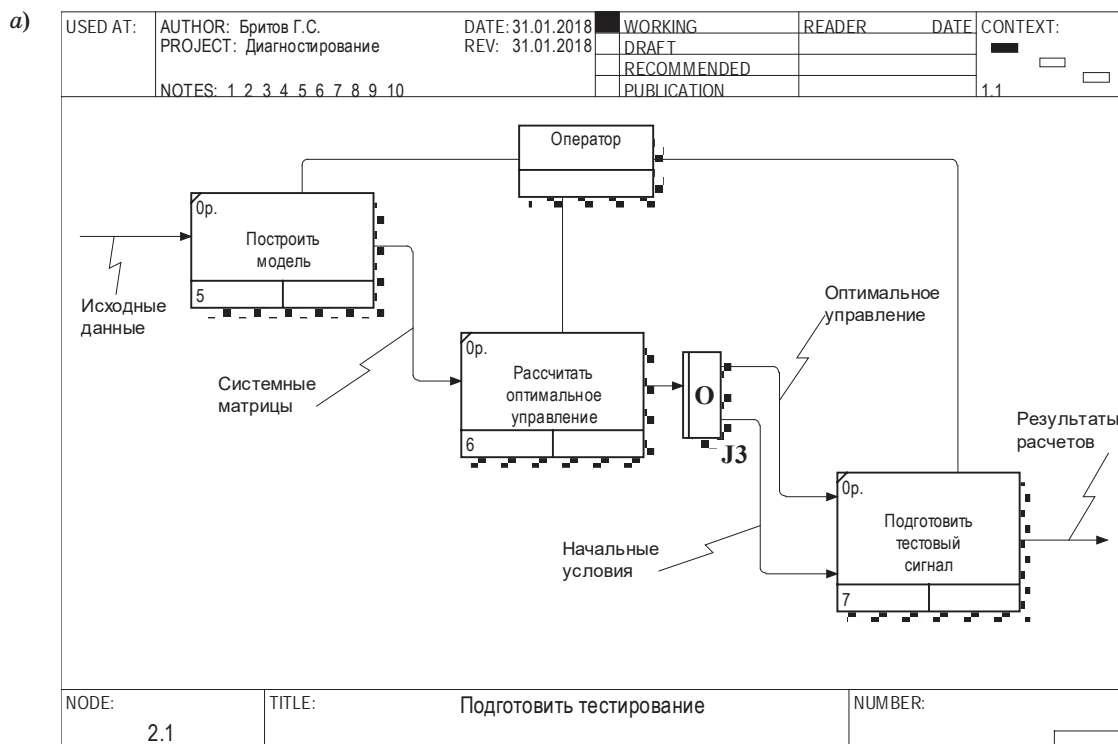 а)
USED AT:
AUTHOR: Бритов Г.С.
DATE: 31.01.2018
WORKING
READER
DATE
CONTEXT:
PROJECT: Диагностирование
REV: 31.01.2018
DRAFT
RECOMMENDED
NOTES: 1 2 3 4 5 6 7 8 9 10
PUBLICATION
1.1
Оператор
0р.
Построить
модель
5
Исходные
данные
Системные
матрицы
0р.
Рассчитать
оптимальное
управление
6
O
J3
Оптимальное
управление
Начальные
условия
0р.
Подготовить
тестовый
сигнал
7
Результаты
расчетов
NODE:
2.1
TITLE:
Подготовить тестирование
NUMBER: